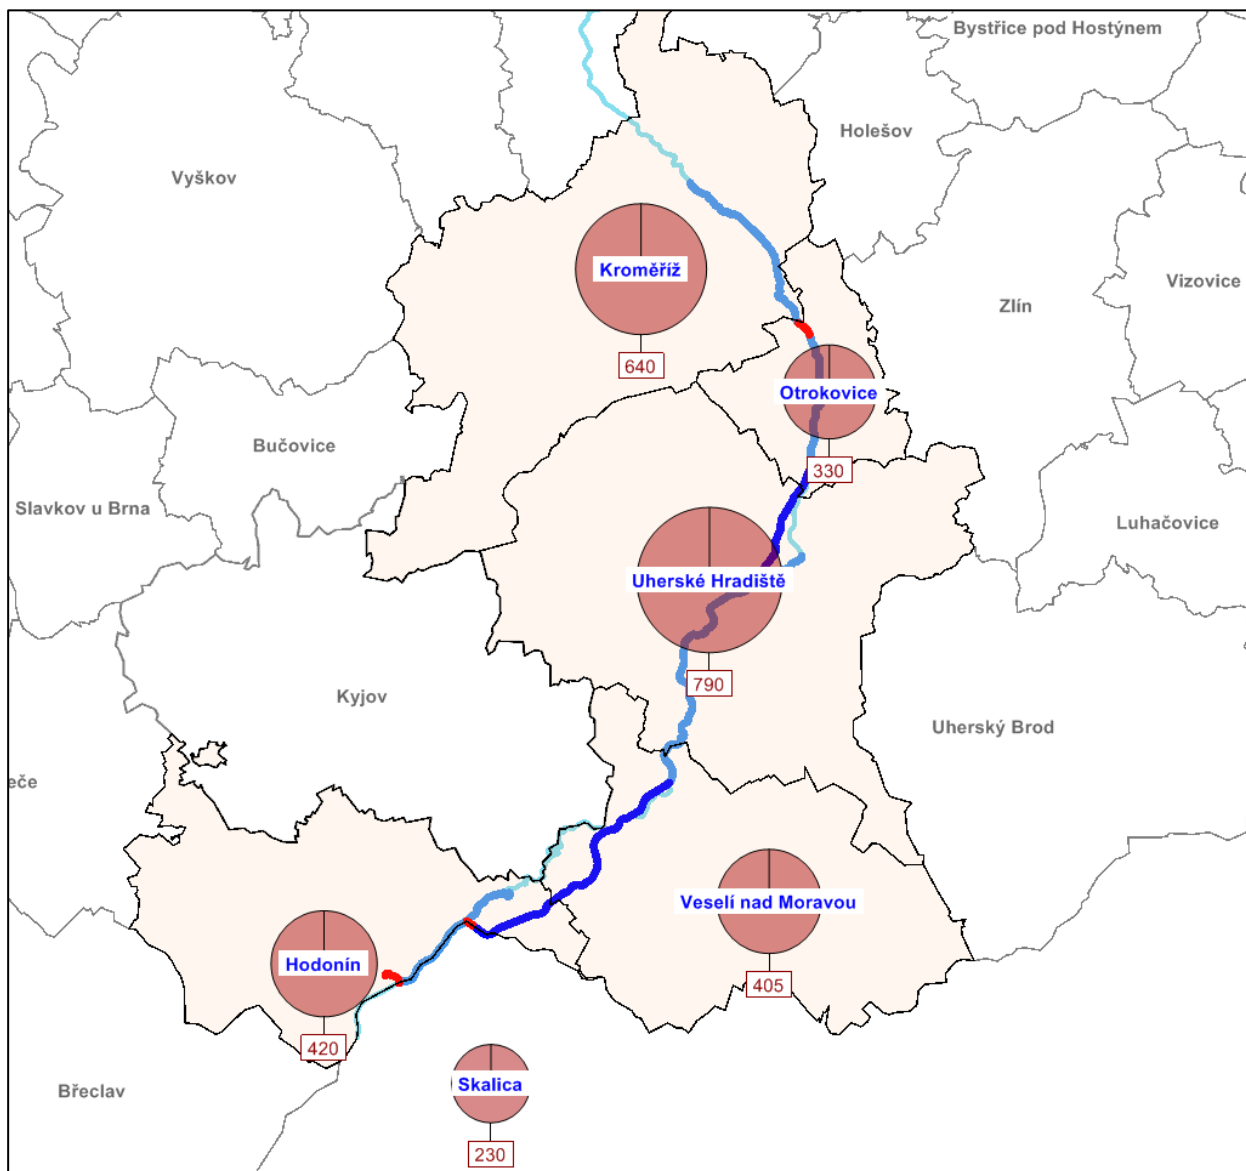 Bystřice pod Hostýnem
Holešov
Vyškov
Kroměříž
Vizovice
Zlín
640
Otrokovice
Bučovice
330
Slavkov u Brna
Luhačovice
Uherské Hradiště
790
Kyjov
Uherský Brod
eče
Veselí nad Moravou
Hodonín
405
420
Skalica
Břeclav
230